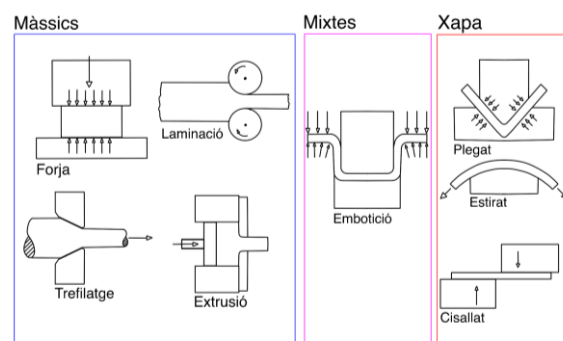 Màssics
Mixtes
Xapa
Forja
Laminació
Trefilatge
Extrusió
Embotició
Plegat
Estirat
Cisallat